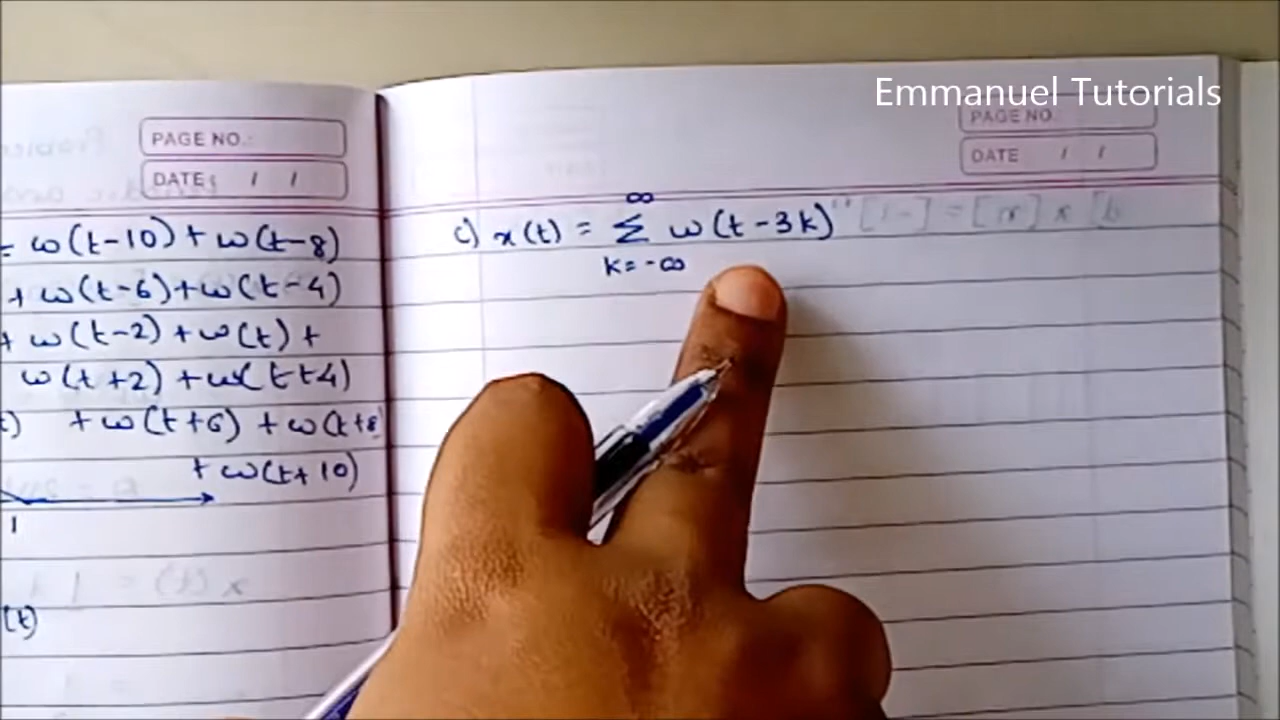 Emmanuel Tutorials
PAGE NO.:
DATE: / /
= ω(t-10) + ω(t-8)
+ ω(t-6) + ω(t-4)
+ ω(t-2) + ω(t) +
ω(t+2) + ω(t+4)
+ ω(t+6) + ω(t+8
+ ω(t+10)
1
(t)
PAGE NO.
DATE / /
c) x(t) = ∞ Σ k=-∞ ω(t-3k)